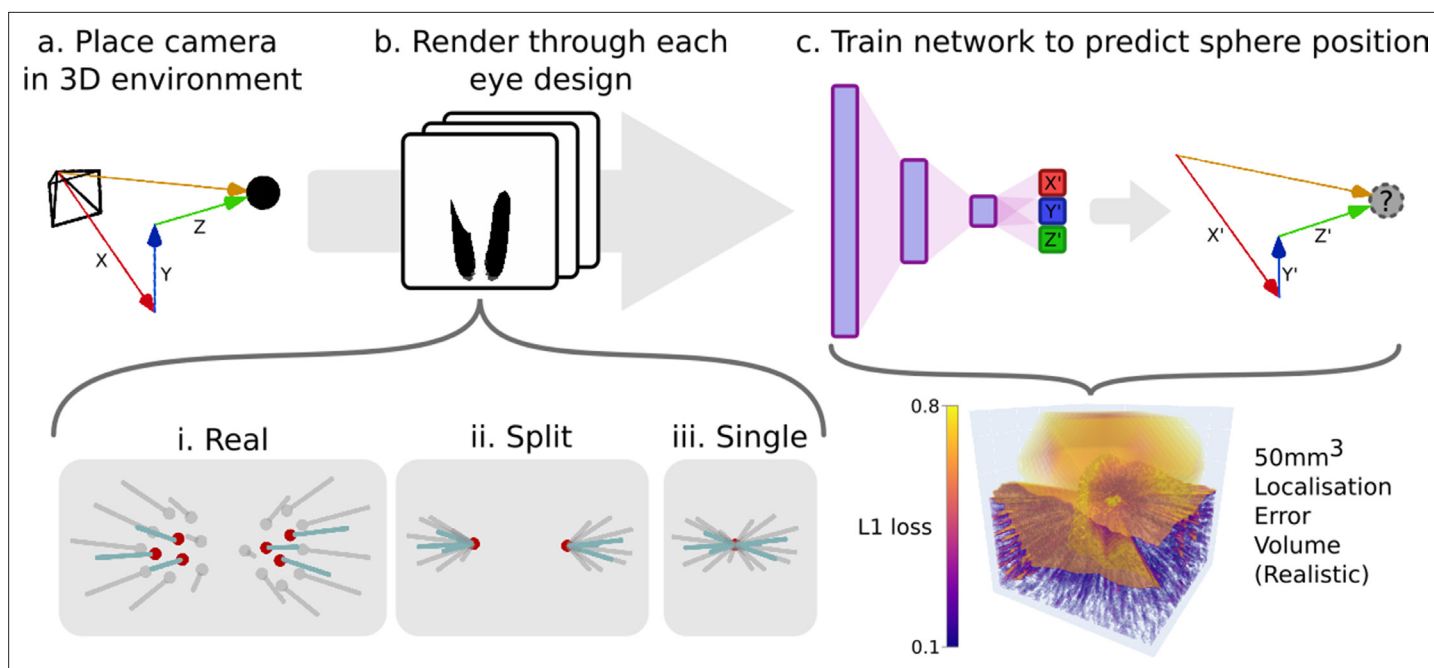 a. Place camera
in 3D environment
b. Render through each
eye design
c. Train network to predict sphere position
X
Y
Z
X'
Y'
Z'
X'
Y'
Z'
?
i. Real
ii. Split
iii. Single
0.8
L1 loss
0.1
50mm³
Localisation
Error
Volume
(Realistic)